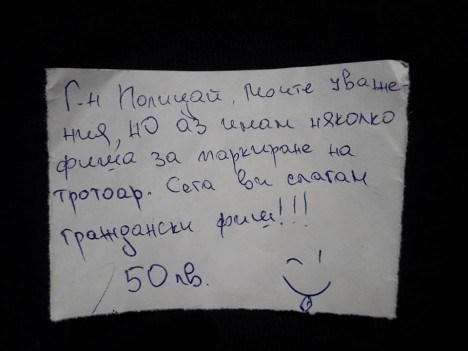 Г-н Полицай, моите уваже-
ния, но аз имам няколко
фиша за маркиране на
тротоар. Сега ви слагам
граждански фиш!!!
50 лв.